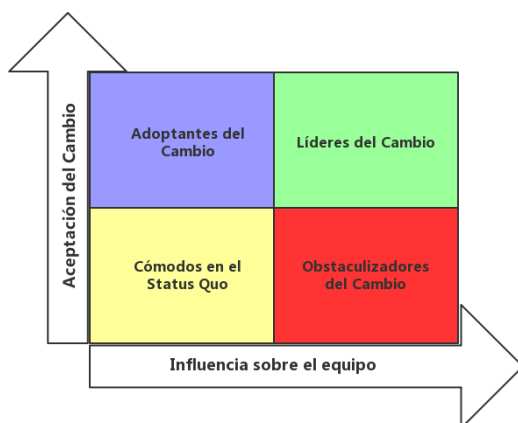 Aceptación del Cambio
Adoptantes del
Cambio
Líderes del Cambio
Cómodos en el
Status Quo
Obstaculizadores
del Cambio
Influencia sobre el equipo